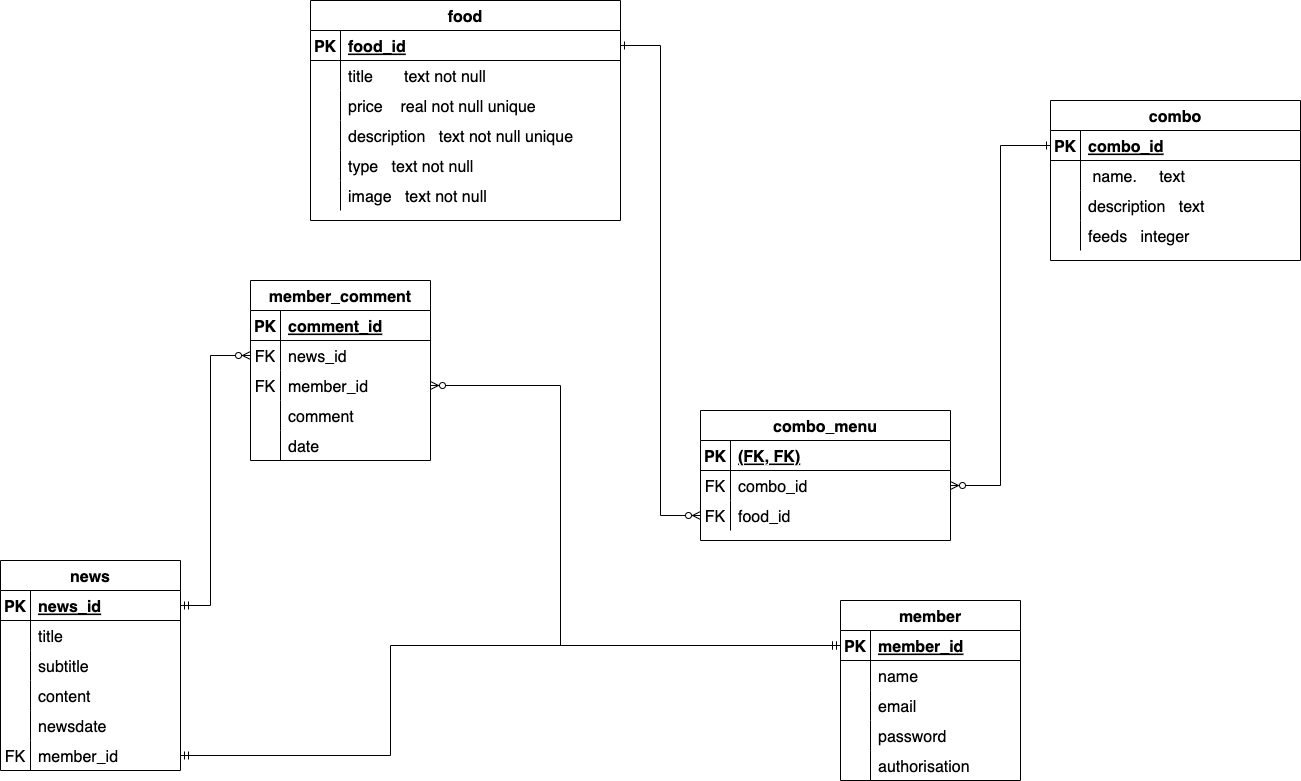 food
PK food_id
title text not null
price real not null unique
description text not null unique
type text not null
image text not null
combo
PK combo_id
name. text
description text
feeds integer
member_comment
PK comment_id
FK news_id
FK member_id
comment
date
combo_menu
PK (FK, FK)
FK combo_id
FK food_id
news
PK news_id
title
subtitle
content
newsdate
FK member_id
member
PK member_id
name
email
password
authorisation